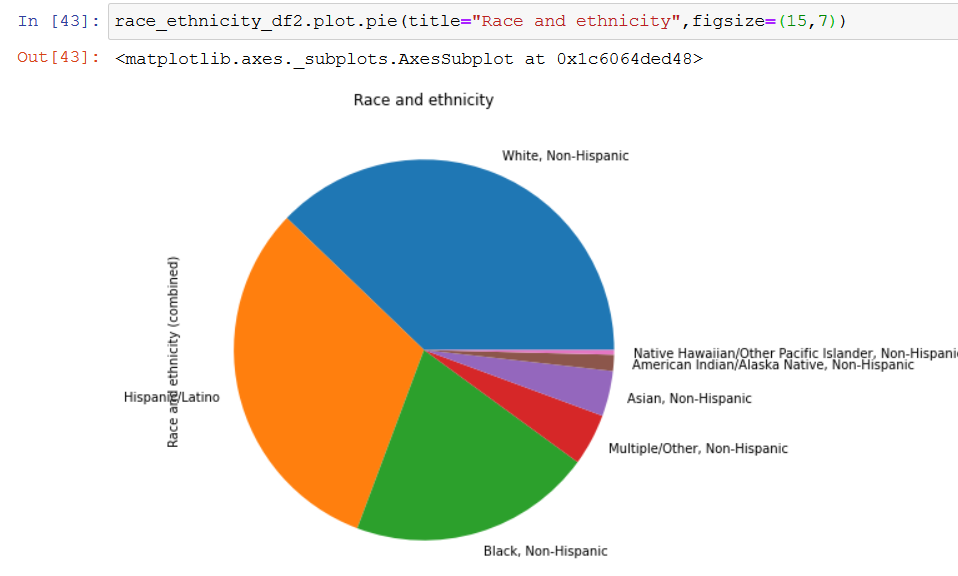 In [43]: race_ethnicity_df2.plot.pie(title="Race and ethnicity",figsize=(15,7))
Out[43]: <matplotlib.axes._subplots.AxesSubplot at 0x1c6064ded48>
Race and ethnicity
White, Non-Hispanic
Race and ethnicity (combined)
Native Hawaiian/Other Pacific Islander, Non-Hispani
American Indian/Alaska Native, Non-Hispanic
Hispanic/Latino
Asian, Non-Hispanic
Multiple/Other, Non-Hispanic
Black, Non-Hispanic